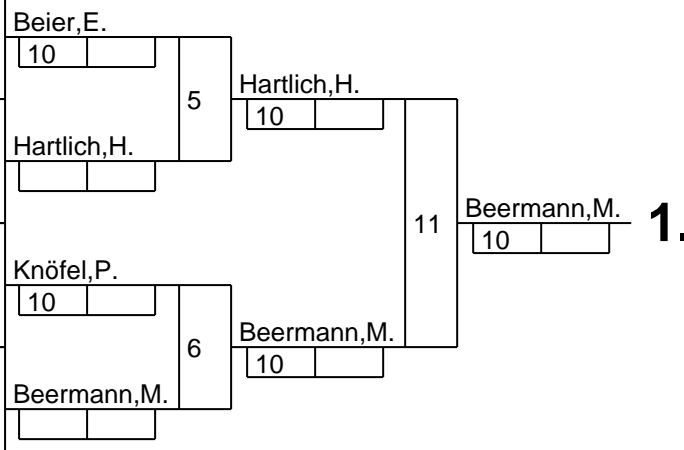 Beier,E.
10
5
Hartlich,H.
Hartlich,H.
10
11
Beermann,M.
10
1.
Knöfel,P.
10
6
Beermann,M.
Beermann,M.
10